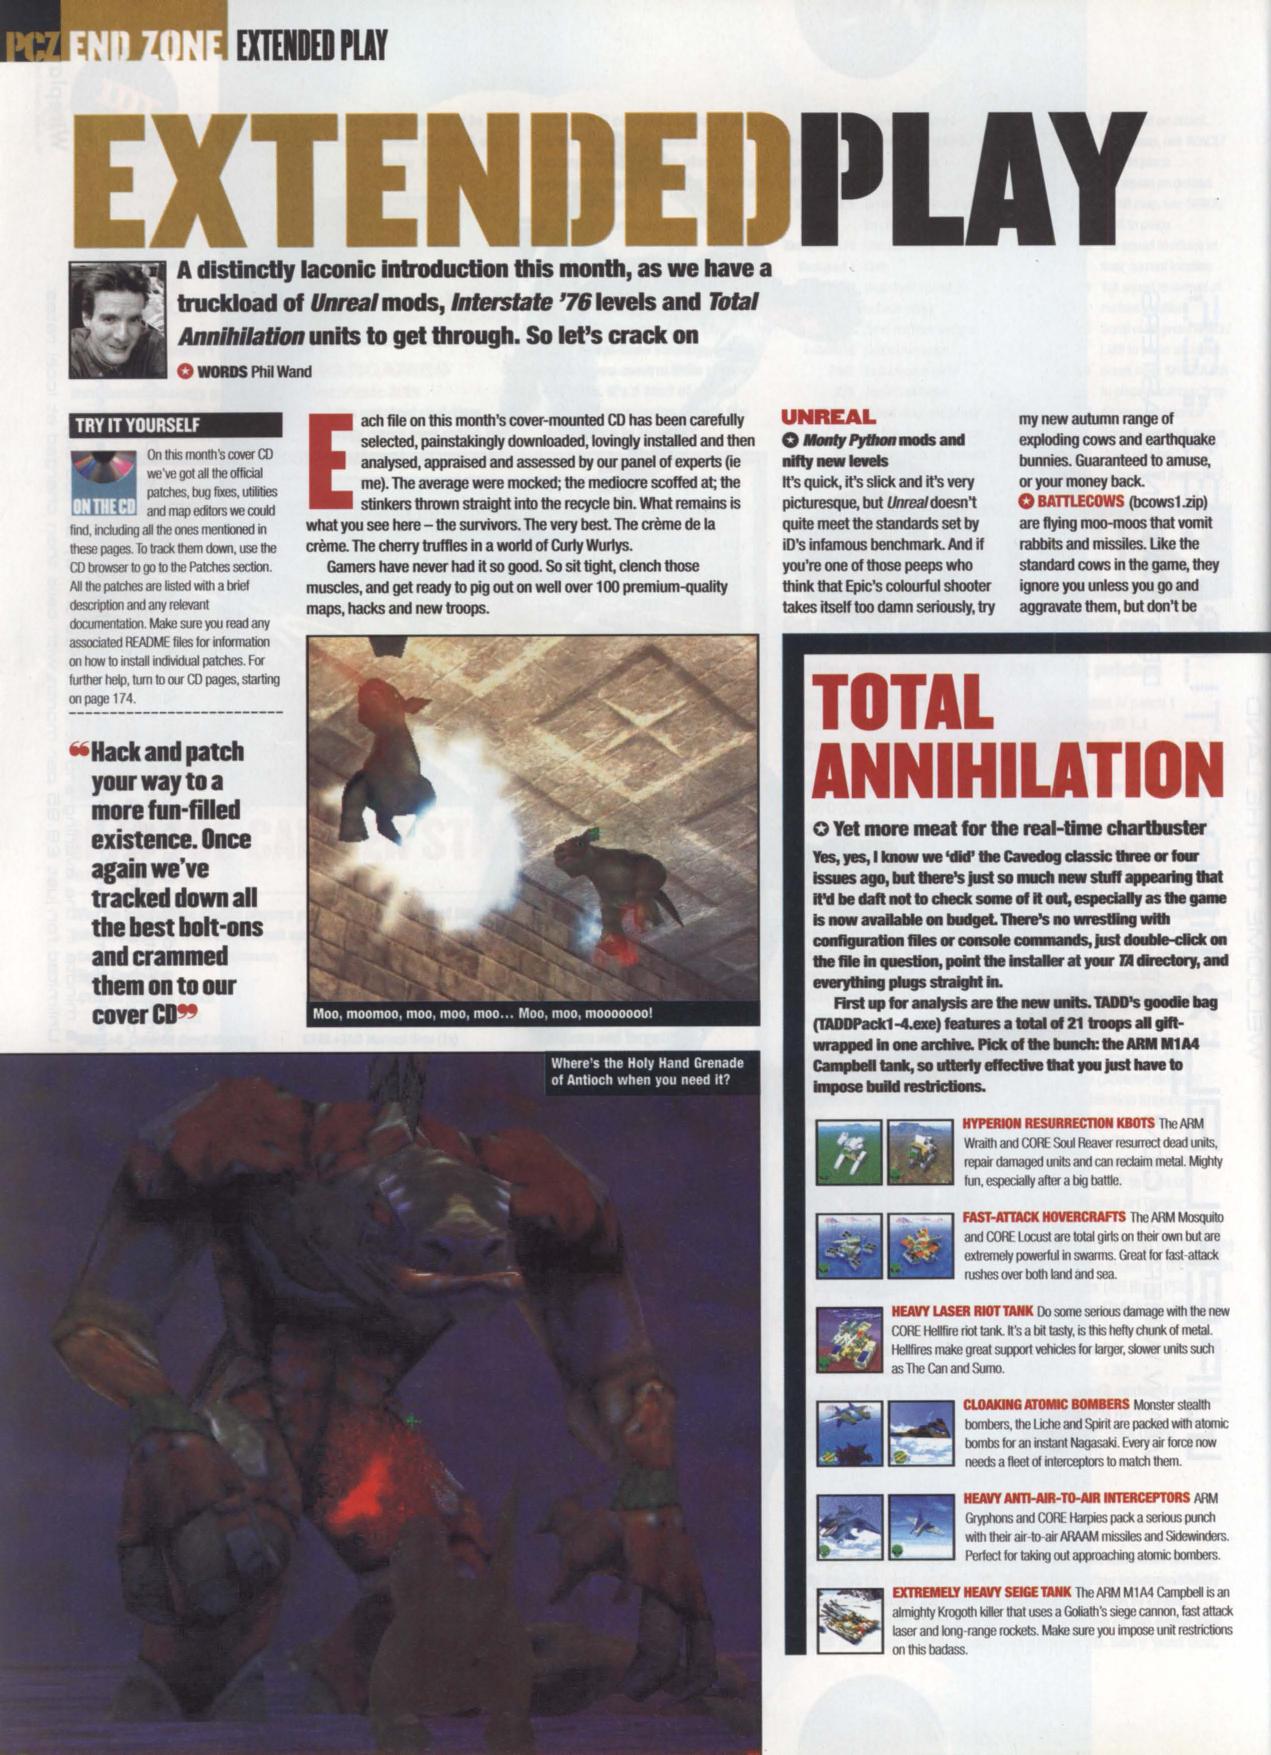 PCZ END ZONE EXTENDED PLAY
EXTENDEDPLAY
A distinctly laconic introduction this month, as we have a
truckload of Unreal mods, Interstate '76 levels and Total
Annihilation units to get through. So let's crack on
WORDS Phil Wand
TRY IT YOURSELF
ON THE CD
On this month's cover CD
we've got all the official
patches, bug fixes, utilities
and map editors we could
find, including all the ones mentioned in
these pages. To track them down, use the
CD browser to go to the Patches section.
All the patches are listed with a brief
description and any relevant
documentation. Make sure you read any
associated README files for information
on how to install individual patches. For
further help, turn to our CD pages, starting
on page 174.
“Hack and patch
your way to a
more fun-filled
existence. Once
again we've
tracked down all
the best bolt-ons
and crammed
them on to our
cover CD”
Each file on this month's cover-mounted CD has been carefully
selected, painstakingly downloaded, lovingly installed and then
analysed, appraised and assessed by our panel of experts (ie
me). The average were mocked; the mediocre scoffed at; the
stinkers thrown straight into the recycle bin. What remains is
what you see here – the survivors. The very best. The crème de la
crème. The cherry truffles in a world of Curly Wurlys.
Gamers have never had it so good. So sit tight, clench those
muscles, and get ready to pig out on well over 100 premium-quality
maps, hacks and new troops.
Moo, moomoo, moo, moo, moo... Moo, moo, mooooooo!
Where's the Holy Hand Grenade
of Antioch when you need it?
UNREAL
Monty Python mods and
nifty new levels
It's quick, it's slick and it's very
picturesque, but Unreal doesn't
quite meet the standards set by
iD's infamous benchmark. And if
you're one of those peeps who
think that Epic's colourful shooter
takes itself too damn seriously, try
my new autumn range of
exploding cows and earthquake
bunnies. Guaranteed to amuse,
or your money back.
BATTLECOWS (bcows1.zip)
are flying moo-moos that vomit
rabbits and missiles. Like the
standard cows in the game, they
ignore you unless you go and
aggravate them, but don't be
TOTAL
ANNIHILATION
Yet more meat for the real-time chartbuster
Yes, yes, I know we 'did' the Cavedog classic three or four
issues ago, but there's just so much new stuff appearing that
it'd be daft not to check some of it out, especially as the game
is now available on budget. There's no wrestling with
configuration files or console commands, just double-click on
the file in question, point the installer at your TA directory, and
everything plugs straight in.
First up for analysis are the new units. TADD's goodie bag
(TADDPack1-4.exe) features a total of 21 troops all gift-
wrapped in one archive. Pick of the bunch: the ARM M1A4
Campbell tank, so utterly effective that you just have to
impose build restrictions.
HYPERION RESURRECTION KBOTS The ARM
Wraith and CORE Soul Reaver resurrect dead units,
repair damaged units and can reclaim metal. Mighty
fun, especially after a big battle.
FAST-ATTACK HOVERCRAFTS The ARM Mosquito
and CORE Locust are total girls on their own but are
extremely powerful in swarms. Great for fast-attack
rushes over both land and sea.
HEAVY LASER RIOT TANK Do some serious damage with the new
CORE Hellfire riot tank. It's a bit tasty, is this hefty chunk of metal.
Hellfires make great support vehicles for larger, slower units such
as The Can and Sumo.
CLOAKING ATOMIC BOMBERS Monster stealth
bombers, the Liche and Spirit are packed with atomic
bombs for an instant Nagasaki. Every air force now
needs a fleet of interceptors to match them.
HEAVY ANTI-AIR-TO-AIR INTERCEPTORS ARM
Gryphons and CORE Harpies pack a serious punch
with their air-to-air ARAAM missiles and Sidewinders.
Perfect for taking out approaching atomic bombers.
EXTREMELY HEAVY SEIGE TANK The ARM M1A4 Campbell is an
almighty Krogoth killer that uses a Goliath's siege cannon, fast attack
laser and long-range rockets. Make sure you impose unit restrictions
on this badass.